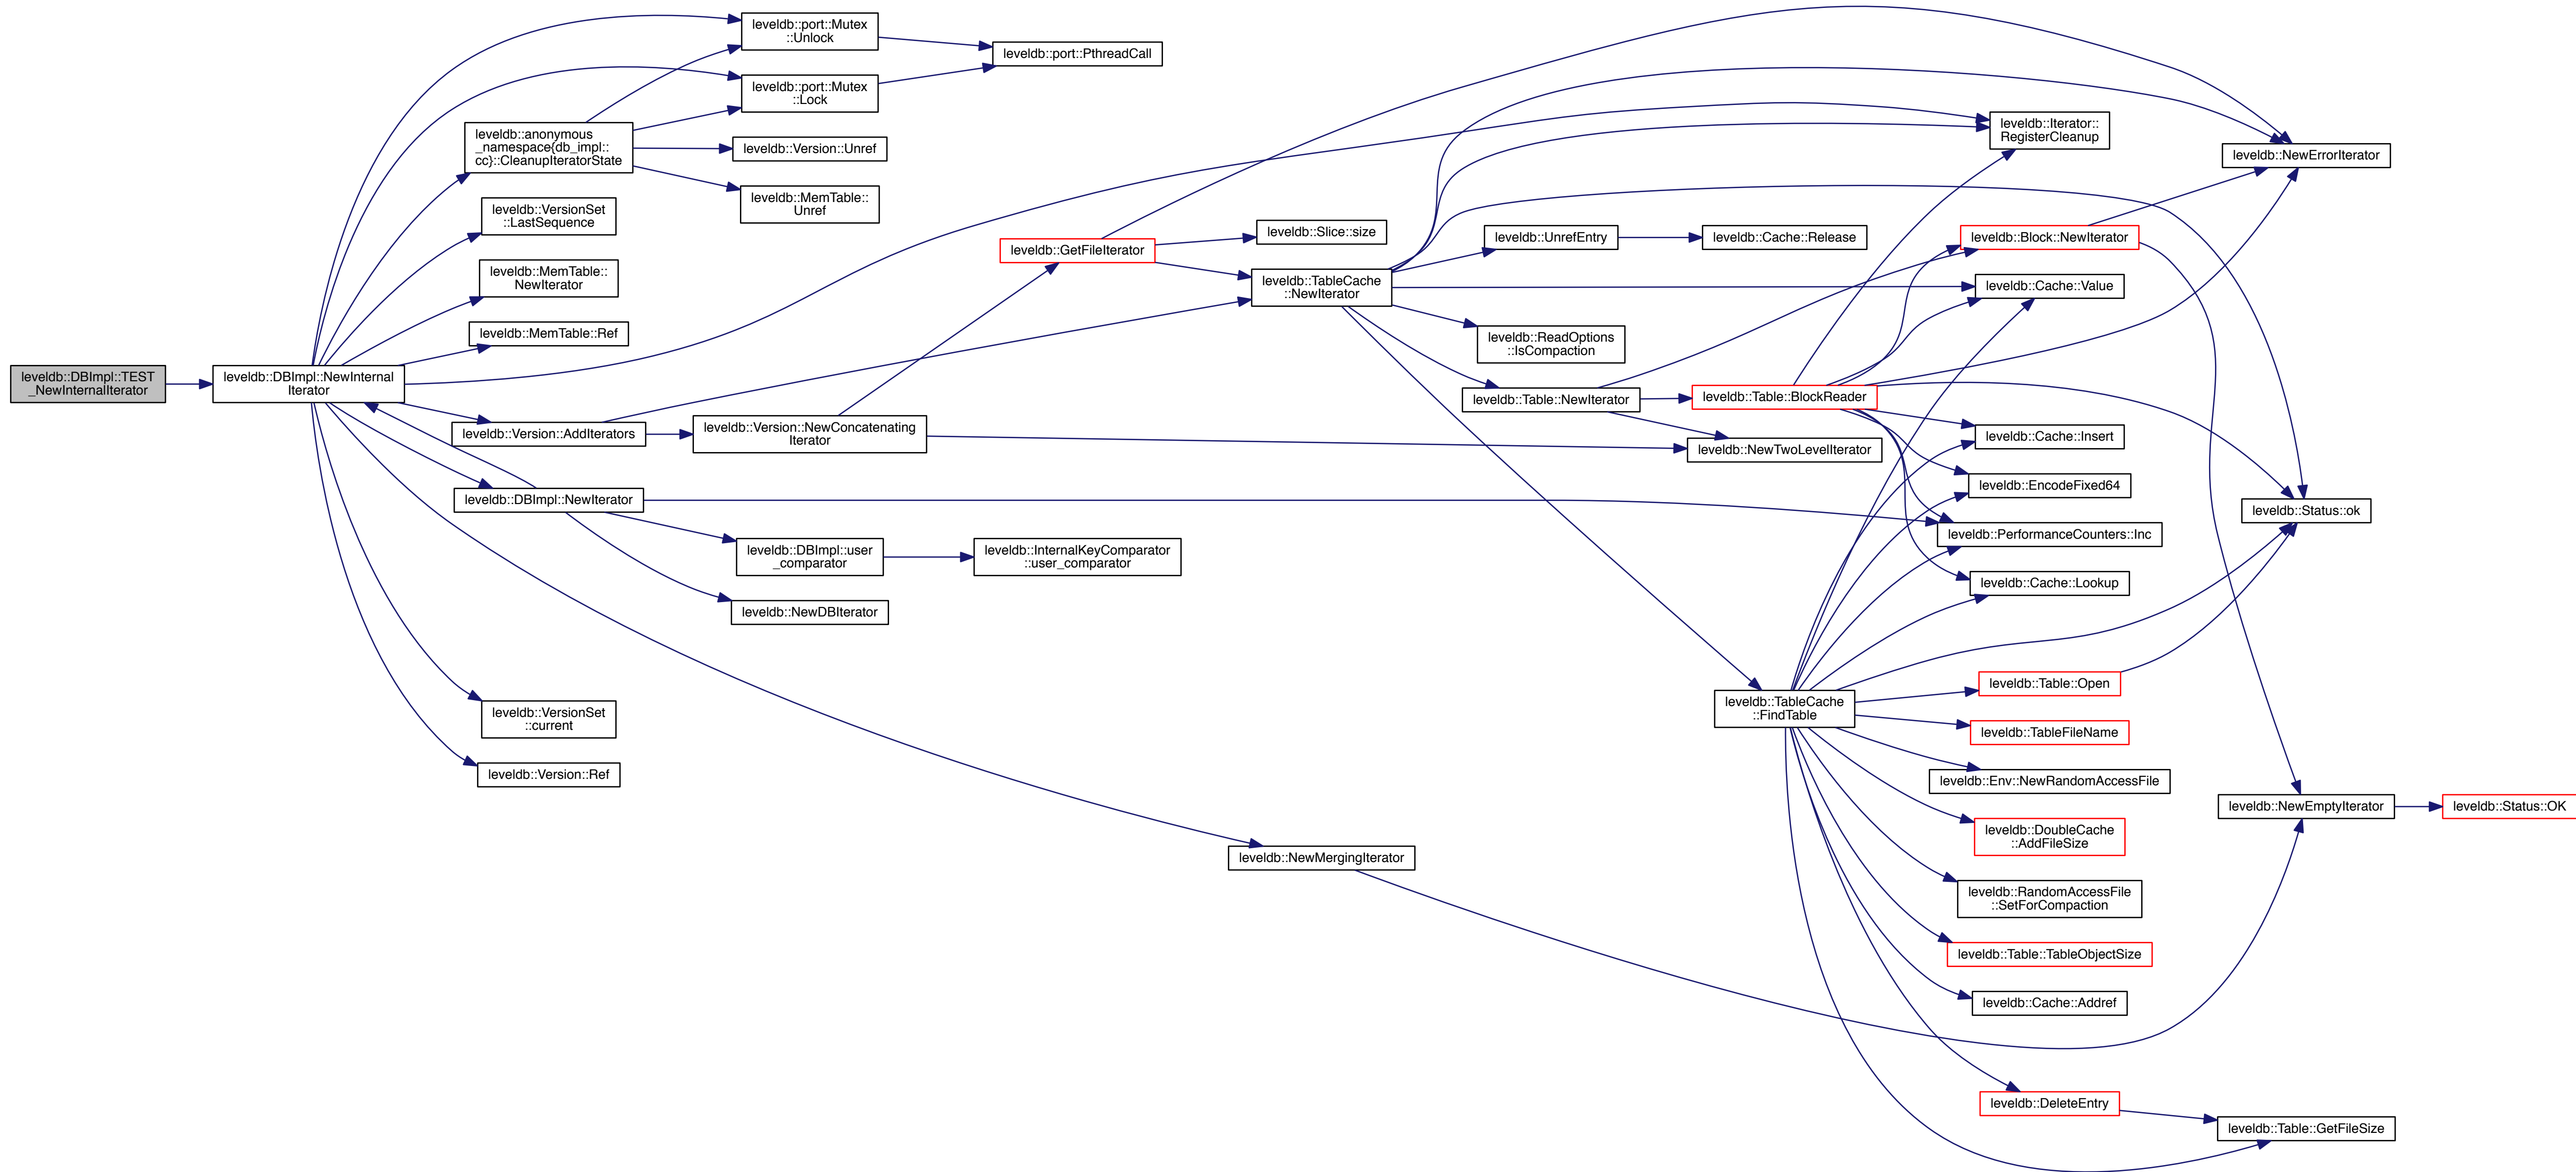 leveldb::DBImpl::TEST
_NewInternalIterator
leveldb::DBImpl::NewInternal
Iterator
leveldb::anonymous
_namespace{db_impl::
cc}::CleanupIteratorState
leveldb::VersionSet
::LastSequence
leveldb::MemTable::
NewIterator
leveldb::MemTable::Ref
leveldb::Version::AddIterators
leveldb::DBImpl::NewIterator
leveldb::VersionSet
::current
leveldb::Version::Ref
leveldb::port::Mutex
::Unlock
leveldb::port::Mutex
::Lock
leveldb::Version::Unref
leveldb::MemTable::
Unref
leveldb::Version::NewConcatenating
Iterator
leveldb::DBImpl::user
_comparator
leveldb::NewDBIterator
leveldb::port::PthreadCall
leveldb::GetFileIterator
leveldb::InternalKeyComparator
::user_comparator
leveldb::Slice::size
leveldb::TableCache
::NewIterator
leveldb::NewMergingIterator
leveldb::UnrefEntry
leveldb::ReadOptions
::IsCompaction
leveldb::Table::NewIterator
leveldb::Cache::Release
leveldb::Table::BlockReader
leveldb::NewTwoLevelIterator
leveldb::TableCache
::FindTable
leveldb::Iterator::
RegisterCleanup
leveldb::Block::NewIterator
leveldb::Cache::Value
leveldb::Cache::Insert
leveldb::EncodeFixed64
leveldb::PerformanceCounters::Inc
leveldb::Cache::Lookup
leveldb::Table::Open
leveldb::TableFileName
leveldb::Env::NewRandomAccessFile
leveldb::DoubleCache
::AddFileSize
leveldb::RandomAccessFile
::SetForCompaction
leveldb::Table::TableObjectSize
leveldb::Cache::Addref
leveldb::DeleteEntry
leveldb::NewErrorIterator
leveldb::Status::ok
leveldb::NewEmptyIterator
leveldb::Table::GetFileSize
leveldb::Status::OK